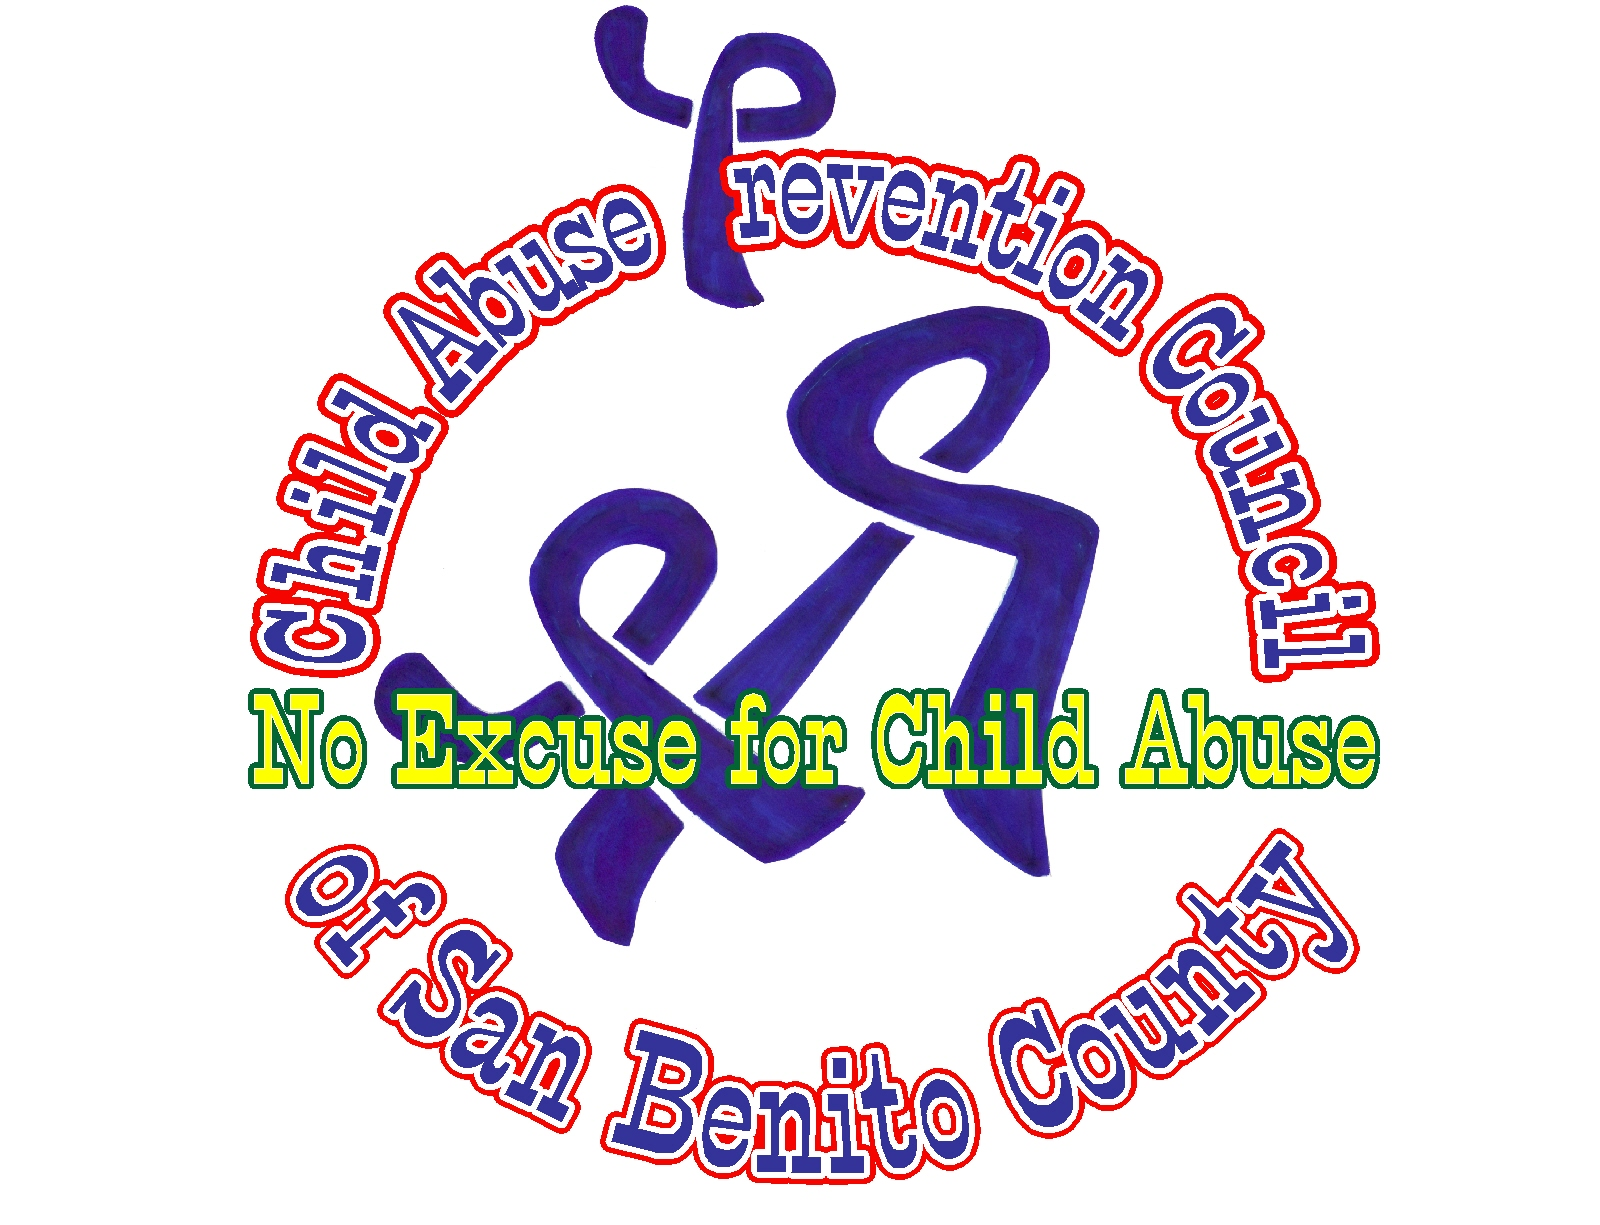 Child Abuse Prevention Council
No Excuse for Child Abuse
of San Benito County